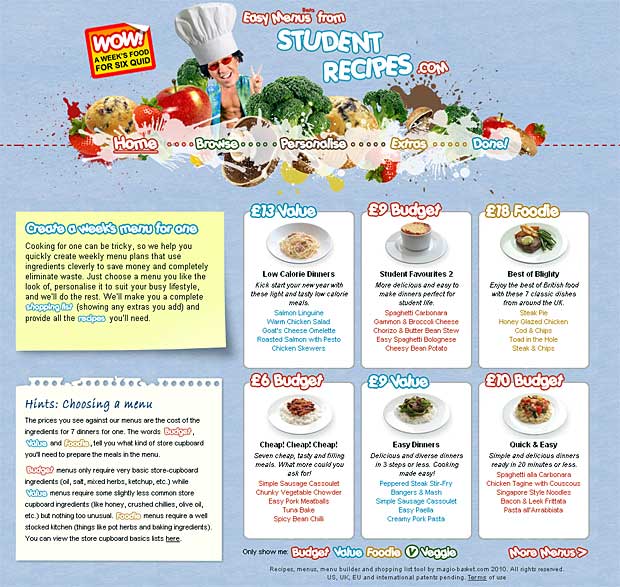 Beta
Easy Menus from
STUDENT
RECIPES.COM
WOW!
A WEEK'S FOOD
FOR SIX QUID
Home Browse Personalise Extras Done!
Create a week's menu for one
Cooking for one can be tricky, so we help you
quickly create weekly menu plans that use
ingredients cleverly to save money and completely
eliminate waste. Just choose a menu you like the
look of, personalise it to suit your busy lifestyle,
and we'll do the rest. We'll make you a complete
shopping list (showing any extras you add) and
provide all the recipes you'll need.
£13 Value
Low Calorie Dinners
Kick start your new year with
these light and tasty low calorie
meals.
Salmon Linguine
Warm Chicken Salad
Goat's Cheese Omelette
Roasted Salmon with Pesto
Chicken Skewers
£9 Budget
Student Favourites 2
More delicious and easy to
make dinners perfect for
student life.
Spaghetti Carbonara
Gammon & Broccoli Cheese
Chorizo & Butter Bean Stew
Easy Spaghetti Bolognese
Cheesy Bean Potato
£18 Foodie
Best of Blighty
Enjoy the best of British food
with these 7 classic dishes
from around the UK.
Steak Pie
Honey Glazed Chicken
Cod & Chips
Toad in the Hole
Steak & Chips
Hints: Choosing a menu
The prices you see against our menus are the cost of the
ingredients for 7 dinners for one. The words Budget,
Value and Foodie, tell you what kind of store cupboard
you'll need to prepare the meals in the menu.
Budget menus only require very basic store-cupboard
ingredients (oil, salt, mixed herbs, ketchup, etc.) while
Value menus require some slightly less common store
cupboard ingredients (like honey, crushed chillies, olive oil,
etc.) but nothing too unusual. Foodie menus require a well
stocked kitchen (things like pot herbs and baking ingredients).
You can view the store cupboard basics lists here.
£6 Budget
Cheap! Cheap! Cheap!
Seven cheap, tasty and filling
meals. What more could you
ask for!
Simple Sausage Cassoulet
Chunky Vegetable Chowder
Easy Pork Meatballs
Tuna Bake
Spicy Bean Chilli
£9 Value
Easy Dinners
Delicious and diverse dinners
in 3 steps or less. Cooking
made easy!
Peppered Steak Stir-Fry
Bangers & Mash
Simple Sausage Cassoulet
Easy Paella
Creamy Pork Pasta
£10 Budget
Quick & Easy
Simple and delicious dinners
ready in 20 minutes or less.
Spaghetti alla Carbonara
Chicken Tagine with Couscous
Singapore Style Noodles
Bacon & Leek Frittata
Pasta all'Arrabbiata
Only show me: Budget Value Foodie V Veggie
More Menus >
Recipes, menus, menu builder and shopping list tool by magic-basket.com 2010. All rights reserved.
US, UK, EU and international patents pending. Terms of use